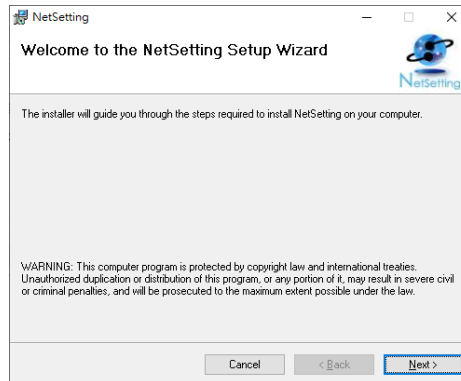 NetSetting
Welcome to the NetSetting Setup Wizard
NetSetting
The installer will guide you through the steps required to install NetSetting on your computer.
WARNING: This computer program is protected by copyright law and international treaties.
Unauthorized duplication or distribution of this program, or any portion of it, may result in severe civil
or criminal penalties, and will be prosecuted to the maximum extent possible under the law.
Cancel < Back Next >